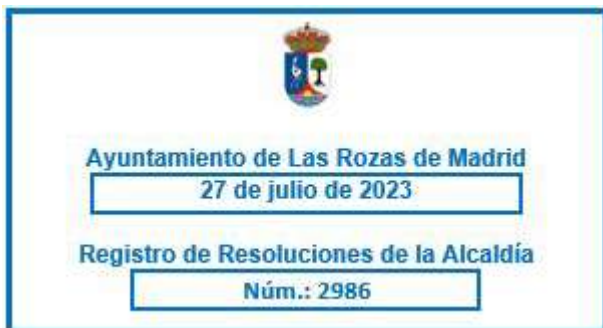 Ayuntamiento de Las Rozas de Madrid
27 de julio de 2023
Registro de Resoluciones de la Alcaldía
Núm.: 2986